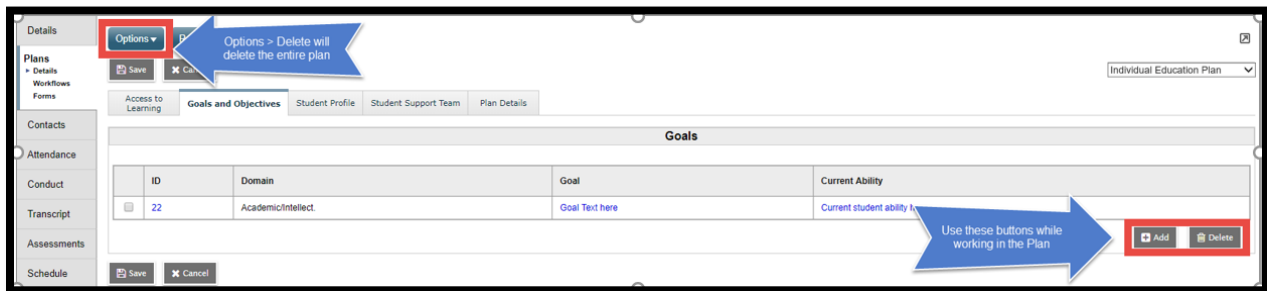 Details
Plans
Details
Workflows
Forms
Contacts
Attendance
Conduct
Transcript
Assessments
Schedule
Options
Options > Delete will
delete the entire plan
Save
Individual Education Plan
Access to
Learning
Goals and Objectives
Student Profile
Student Support Team
Plan Details
Goals
ID
Domain
Goal
Current Ability
22
Academic/Intellect.
Goal Text here
Current student ability
Use these buttons while
working in the Plan
Add
Delete
Save
Cancel